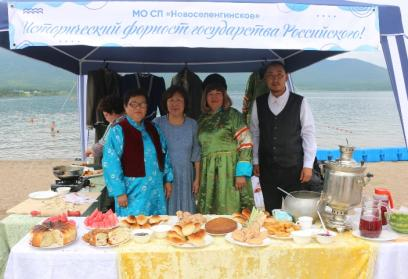 МО СП «Новоселенгинское»
Исторический форпост государства Российского!